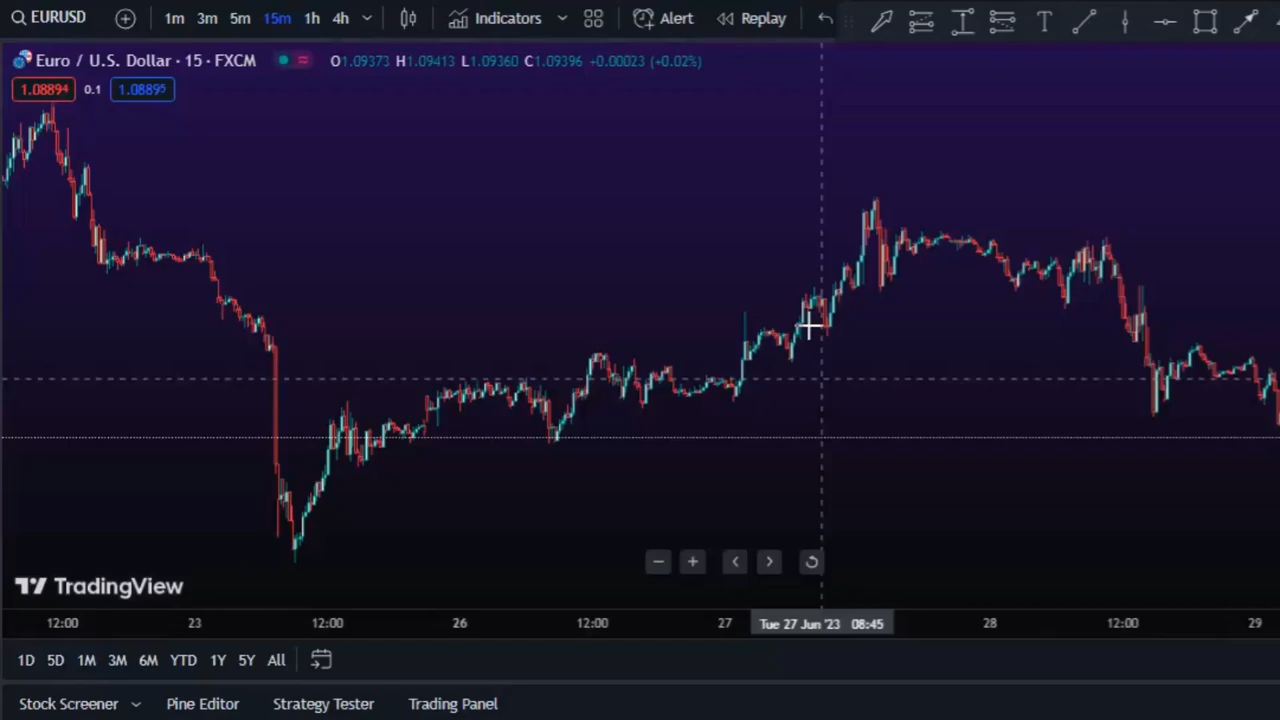 EURUSD 1m 3m 5m 15m 1h 4h Indicators Alert Replay T
Euro / U.S. Dollar · 15 · FXCM O1.09373 H1.09413 L1.09360 C1.09396 +0.00023 (+0.02%)
1.08894 0.1 1.08895
TradingView
12:00 23 12:00 26 12:00 27 Tue 27 Jun '23 08:45 28 12:00 29
1D 5D 1M 3M 6M YTD 1Y 5Y All
Stock Screener Pine Editor Strategy Tester Trading Panel